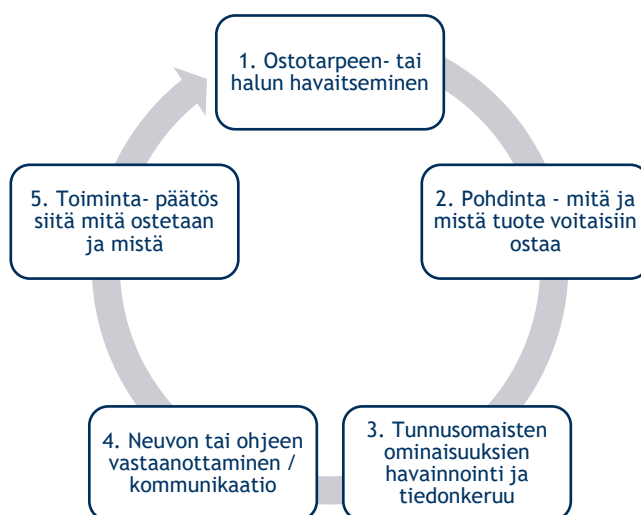 1. Ostotarpeen- tai
halun havaitseminen
2. Pohdinta - mitä ja
mistä tuote voitaisiin
ostaa
3. Tunnusomaisten
ominaisuuksien
havainnointi ja
tiedonkeruu
4. Neuvon tai ohjeen
vastaanottaminen /
kommunikaatio
5. Toiminta- päätös
siitä mitä ostetaan
ja mistä